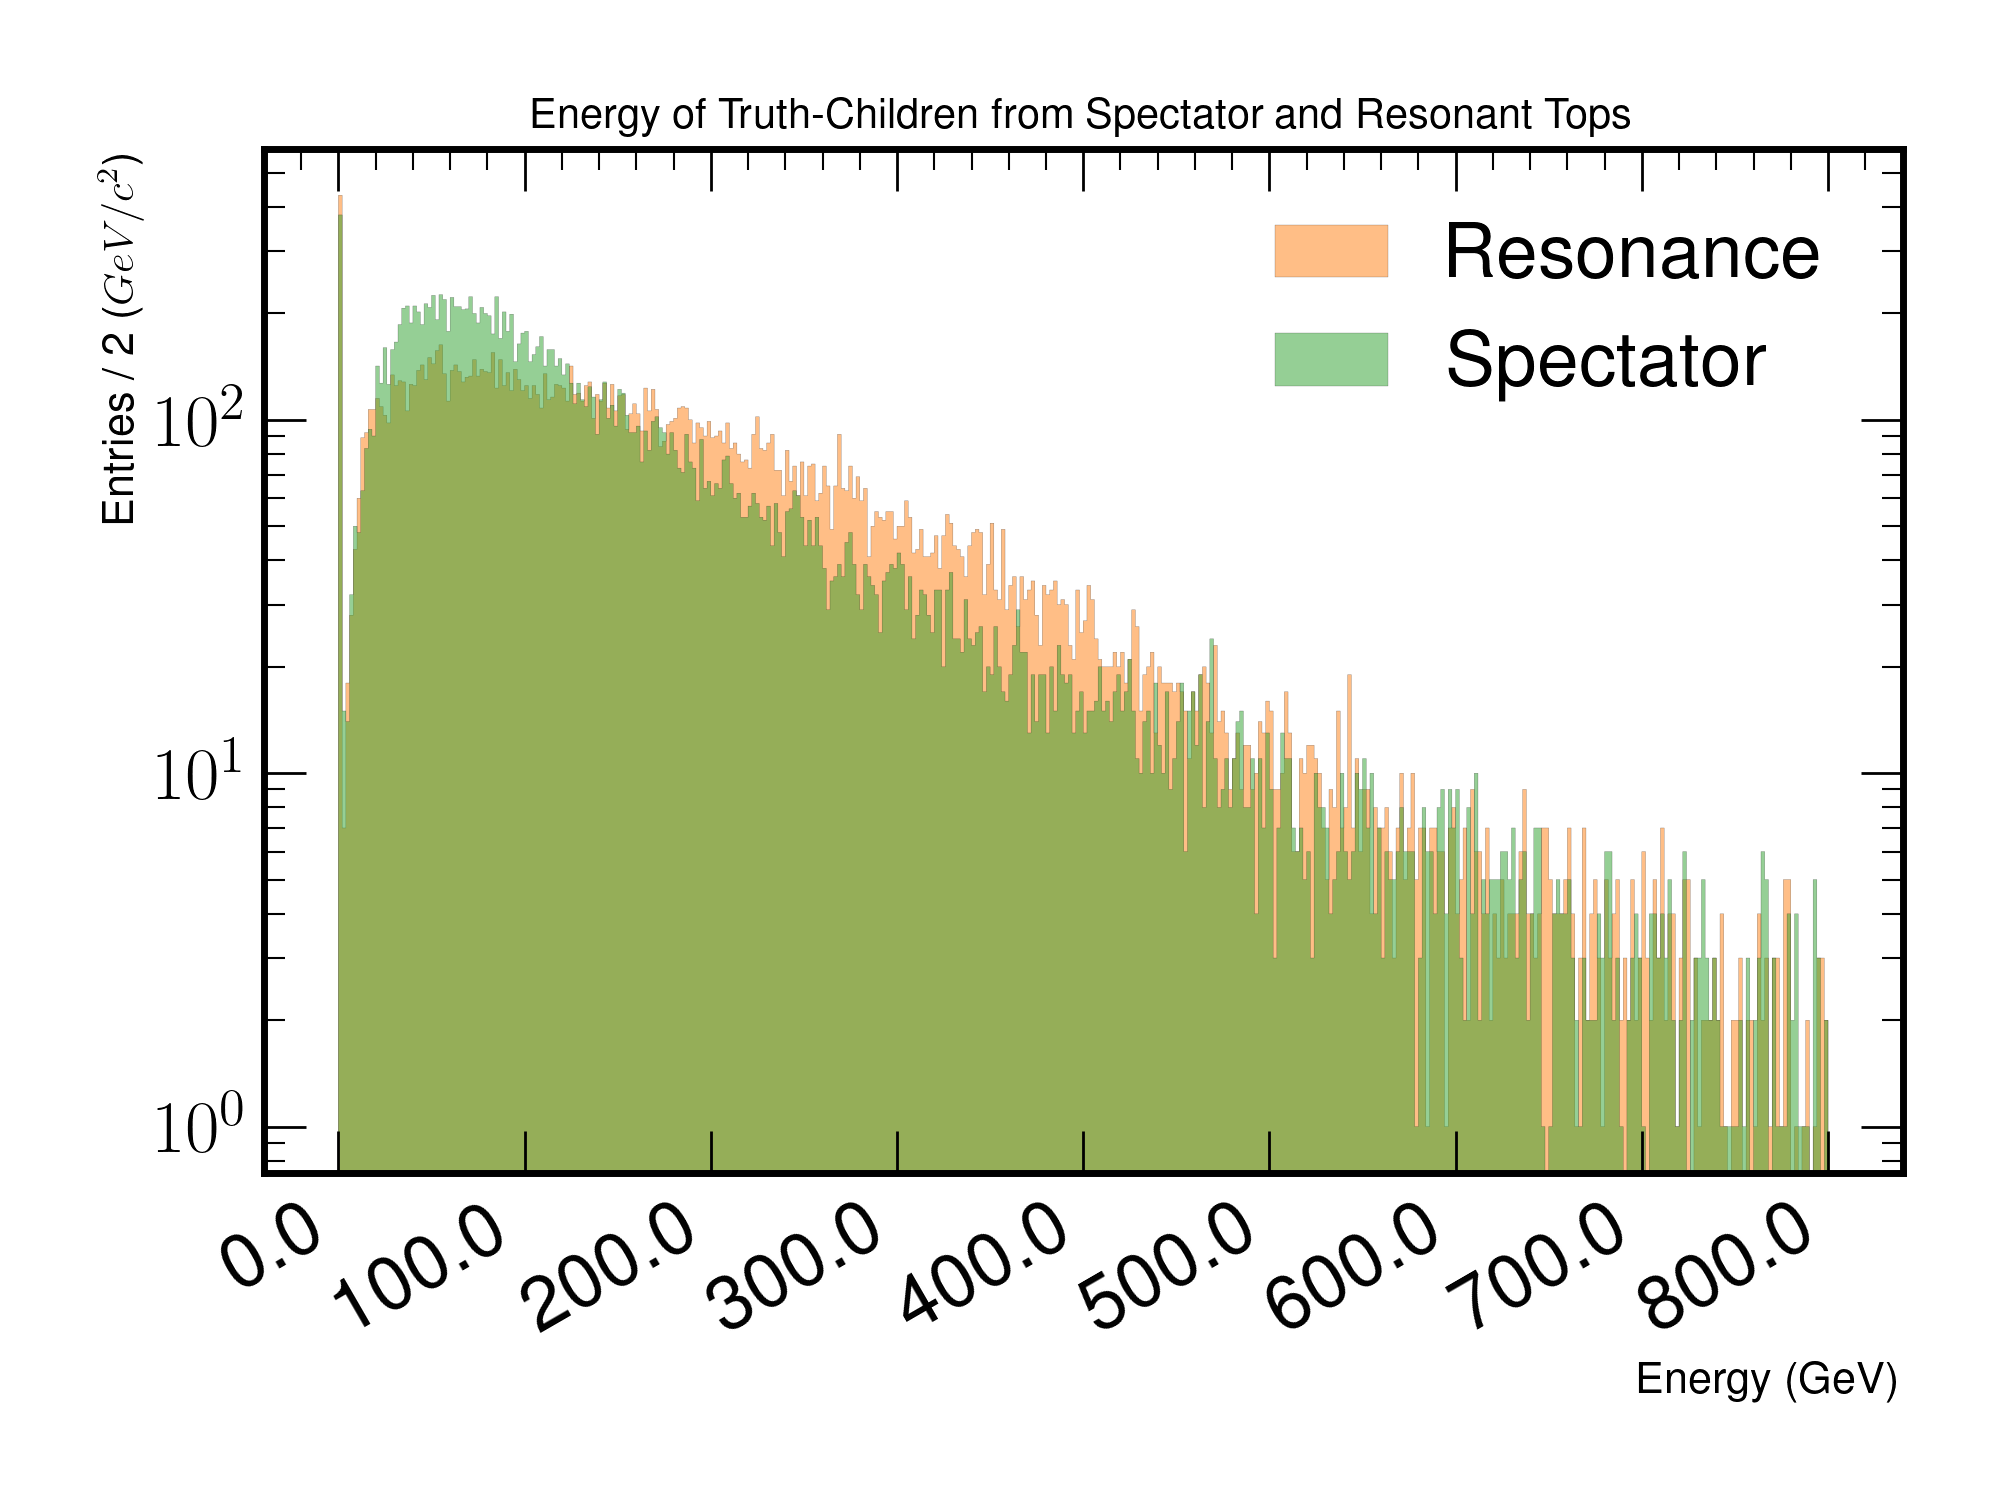 Energy of Truth-Children from Spectator and Resonant Tops
Entries / 2 (GeV/c²)
Resonance
Spectator
10²
10¹
10⁰
0.0
100.0
200.0
300.0
400.0
500.0
600.0
700.0
800.0
Energy (GeV)